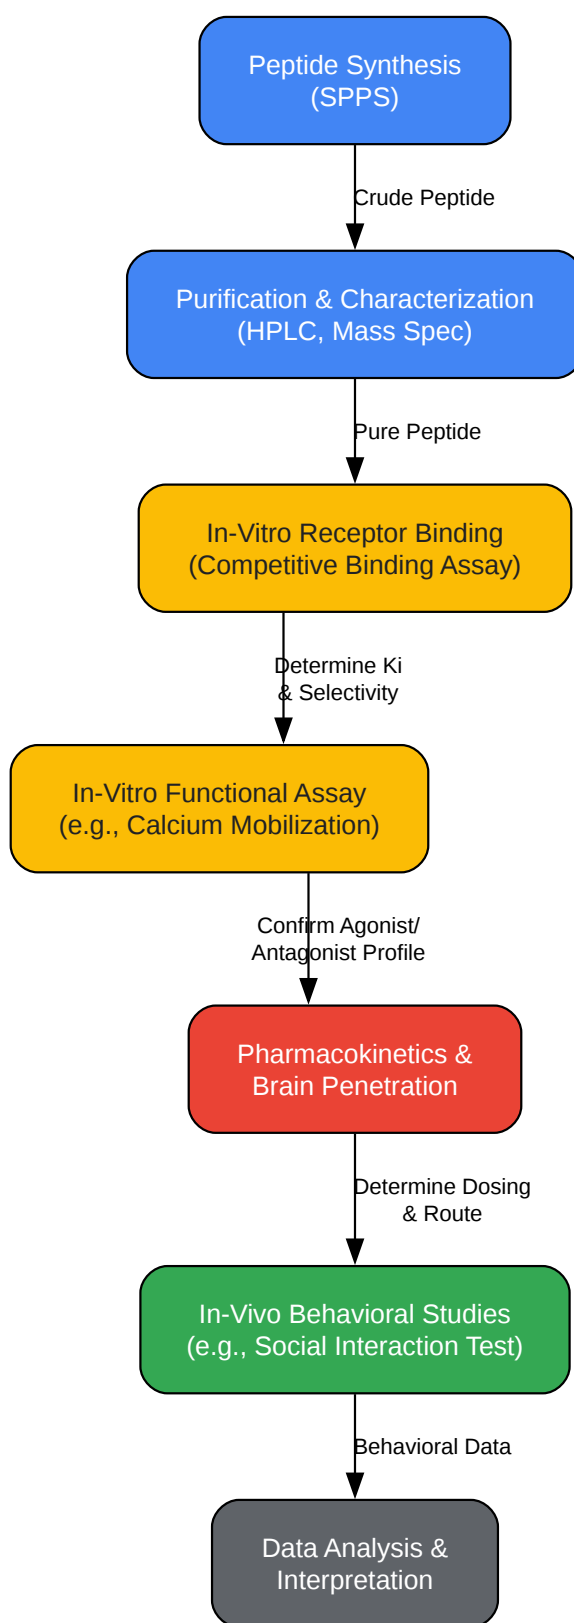 Peptide Synthesis
(SPPS)
Crude Peptide
Purification & Characterization
(HPLC, Mass Spec)
Pure Peptide
In-Vitro Receptor Binding
(Competitive Binding Assay)
Determine Ki
& Selectivity
In-Vitro Functional Assay
(e.g., Calcium Mobilization)
Confirm Agonist/
Antagonist Profile
Pharmacokinetics &
Brain Penetration
Determine Dosing
& Route
In-Vivo Behavioral Studies
(e.g., Social Interaction Test)
Behavioral Data
Data Analysis &
Interpretation